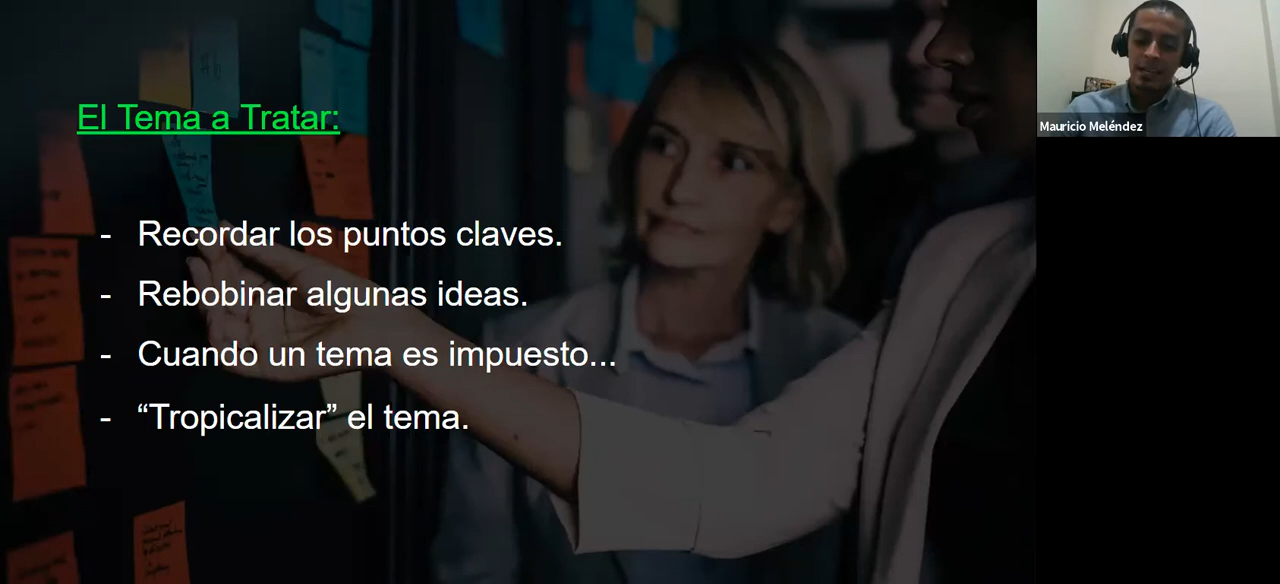 El Tema a Tratar:
- Recordar los puntos claves.
- Rebobinar algunas ideas.
- Cuando un tema es impuesto...
- “Tropicalizar” el tema.
Mauricio Meléndez